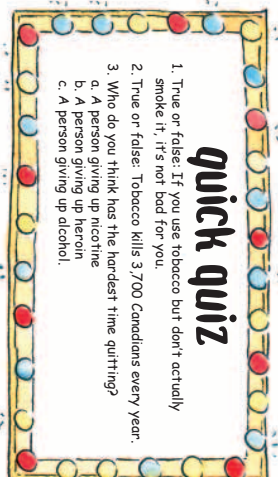 quick quiz
1. True or false: If you use tobacco but don't actually
smoke it, it's not bad for you.
2. True or false: Tobacco kills 3,700 Canadians every year.
3. Who do you think has the hardest time quitting?
a. A person giving up nicotine
b. A person giving up heroin
c. A person giving up alcohol.